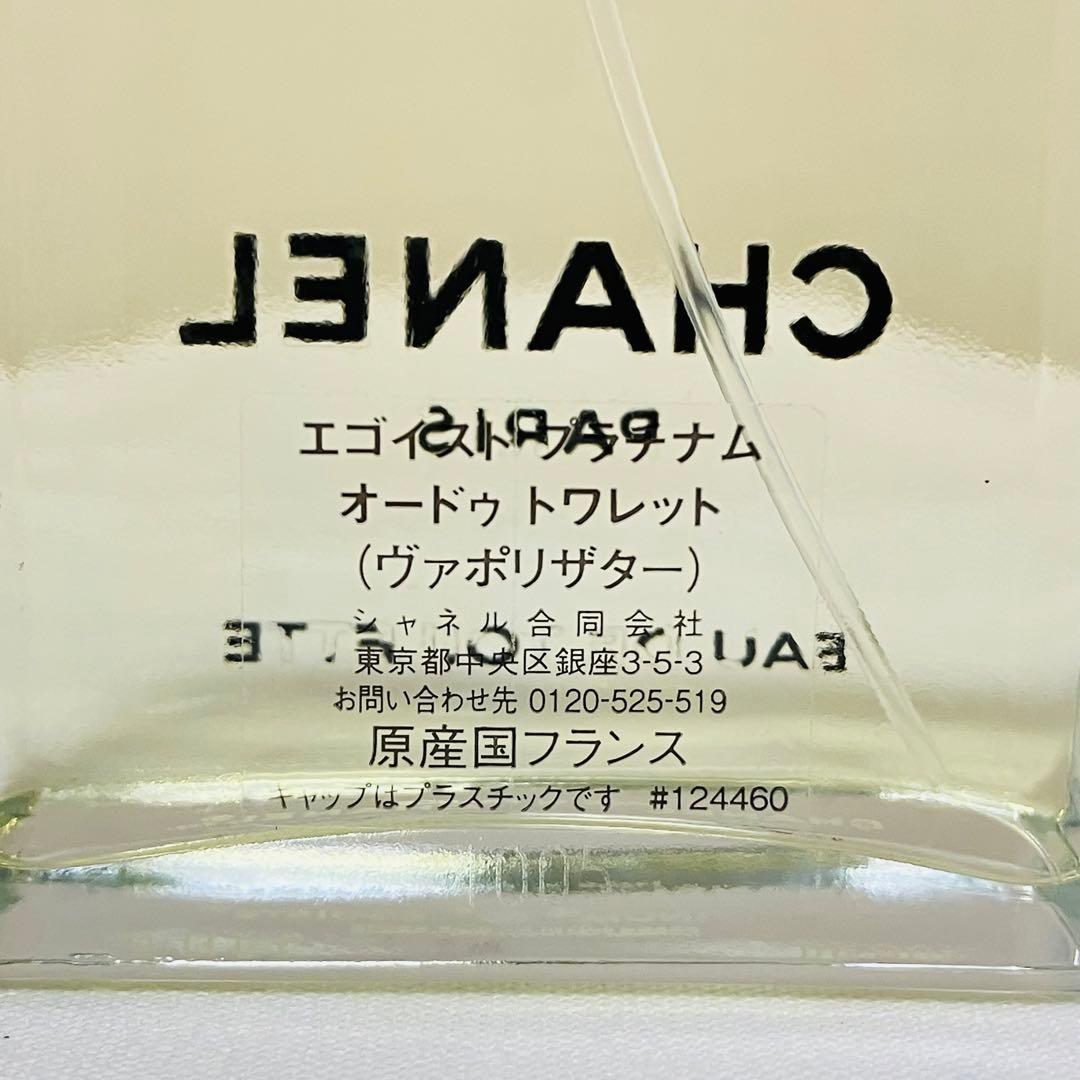 CHANEL
PARIS
エゴイスト プラチナム
オードゥ トワレット
(ヴァポリザター)
シャネル合同会社
EAU DE TOILETTE
東京都中央区銀座3-5-3
お問い合わせ先 0120-525-519
原産国フランス
キャップはプラスチックです #124460